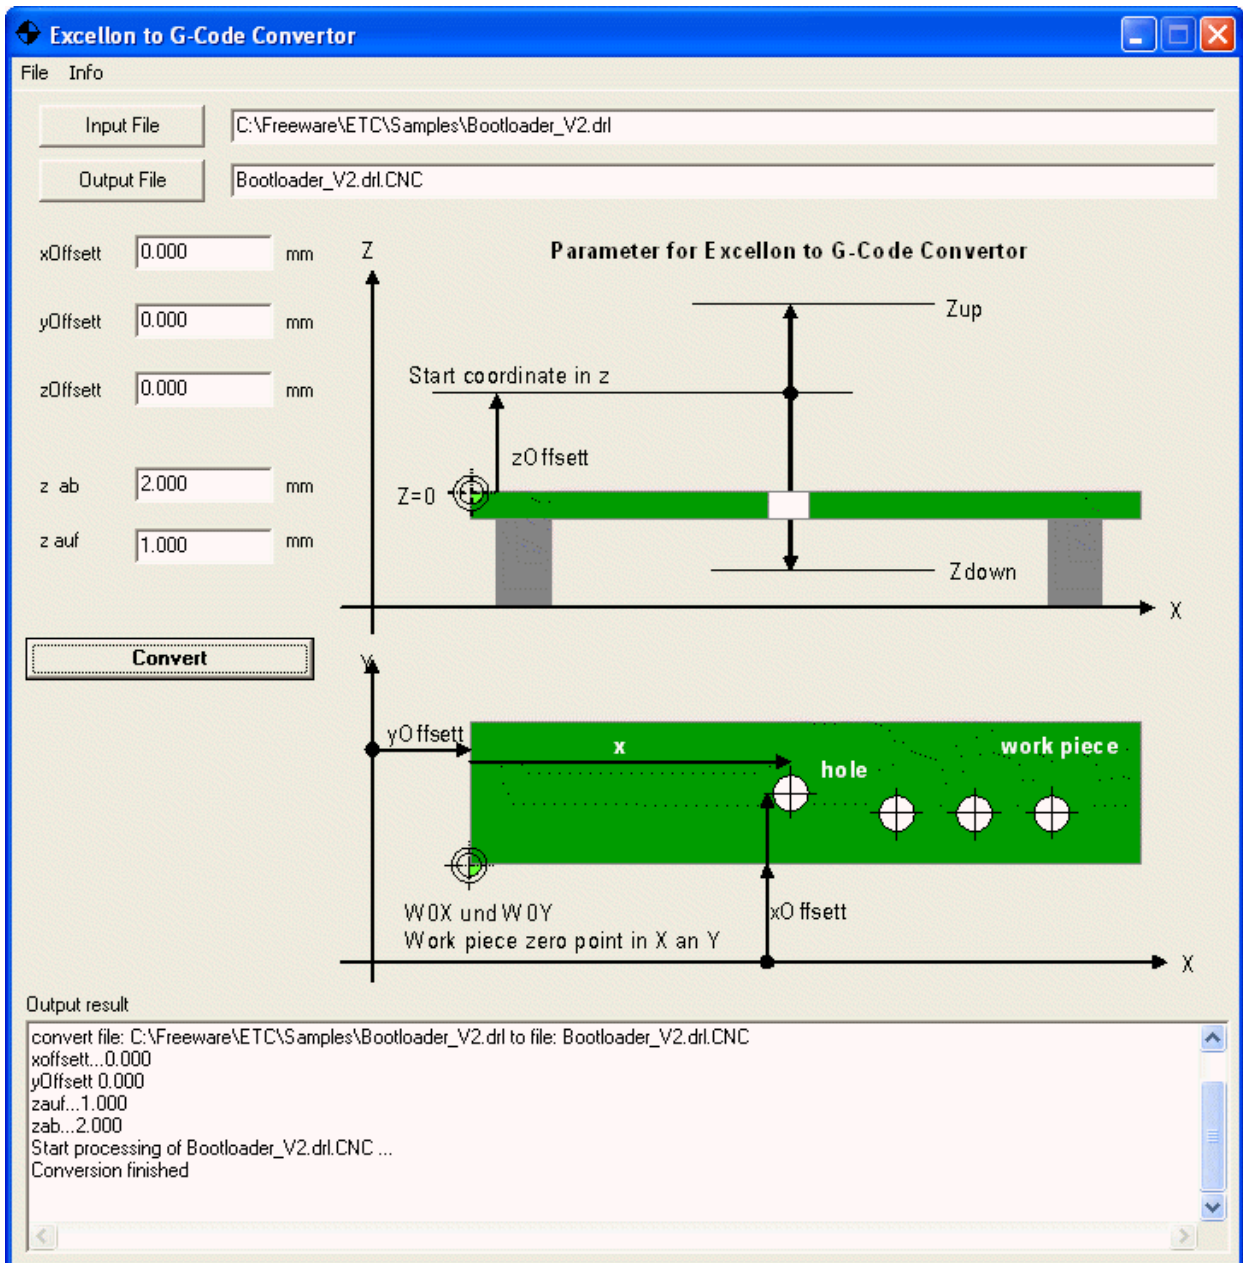 Excellon to G-Code Convertor
File Info
Input File C:\Freeware\ETC\Samples\Bootloader_V2.drl
Output File Bootloader_V2.drl.CNC
xOffsett 0.000 mm
yOffsett 0.000 mm
zOffsett 0.000 mm
z ab 2.000 mm
z auf 1.000 mm
Convert
Z
Parameter for Excellon to G-Code Convertor
Zup
Start coordinate in z
zOffsett
Z=0
Zdown
X
Y
yOffsett
x
work piece
hole
W0X und W0Y
Work piece zero point in X an Y
xOffsett
X
Output result
convert file: C:\Freeware\ETC\Samples\Bootloader_V2.drl to file: Bootloader_V2.drl.CNC
xoffsett...0.000
yOffsett 0.000
zauf...1.000
zab...2.000
Start processing of Bootloader_V2.drl.CNC ...
Conversion finished